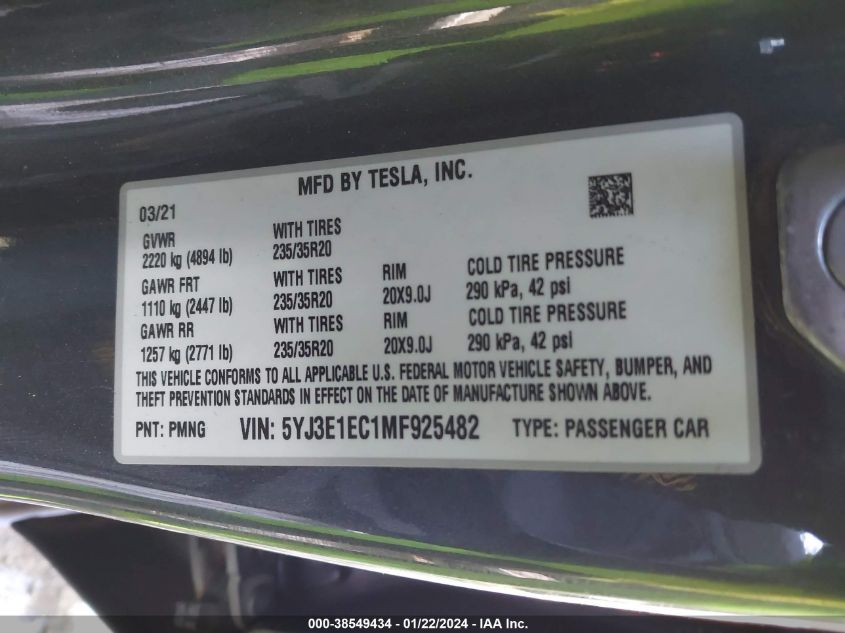 MFD BY TESLA, INC.
03/21
GVWR WITH TIRES
2220 kg (4894 lb) 235/35R20
GAWR FRT WITH TIRES RIM COLD TIRE PRESSURE
1110 kg (2447 lb) 235/35R20 20X9.0J 290 kPa, 42 psi
GAWR RR WITH TIRES RIM COLD TIRE PRESSURE
1257 kg (2771 lb) 235/35R20 20X9.0J 290 kPa, 42 psi
THIS VEHICLE CONFORMS TO ALL APPLICABLE U.S. FEDERAL MOTOR VEHICLE SAFETY, BUMPER, AND
THEFT PREVENTION STANDARDS IN EFFECT ON THE DATE OF MANUFACTURE SHOWN ABOVE.
PNT: PMNG VIN: 5YJ3E1EC1MF925482 TYPE: PASSENGER CAR
000-38549434 - 01/22/2024 - IAA Inc.